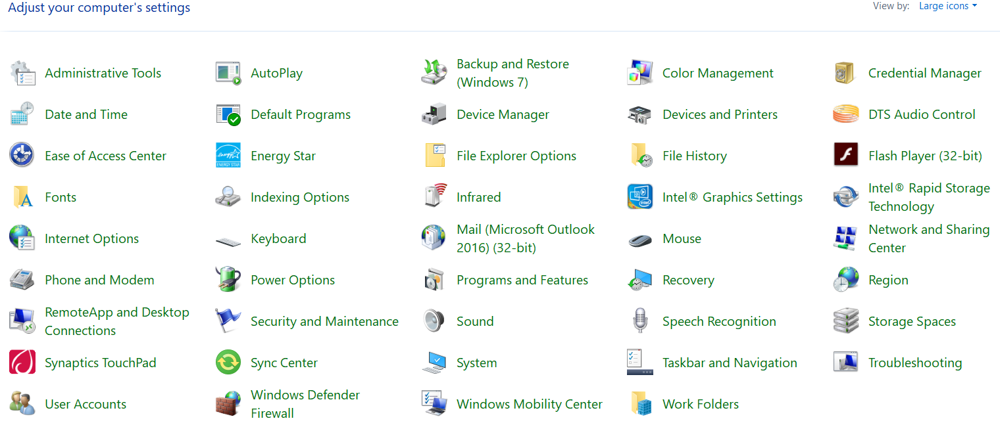 Adjust your computer's settings
View by: Large icons
Administrative Tools
AutoPlay
Backup and Restore
(Windows 7)
Color Management
Credential Manager
Date and Time
Default Programs
Device Manager
Devices and Printers
DTS Audio Control
Ease of Access Center
energy
ENERGY STAR
Energy Star
File Explorer Options
File History
Flash Player (32-bit)
A
Fonts
Indexing Options
Infrared
intel
Intel® Graphics Settings
Intel® Rapid Storage
Technology
Internet Options
Keyboard
Mail (Microsoft Outlook
2016) (32-bit)
Mouse
Network and Sharing
Center
Phone and Modem
Power Options
Programs and Features
Recovery
Region
RemoteApp and Desktop
Connections
Security and Maintenance
Sound
Speech Recognition
Storage Spaces
Synaptics TouchPad
Sync Center
System
Taskbar and Navigation
Troubleshooting
User Accounts
Windows Defender
Firewall
Windows Mobility Center
Work Folders